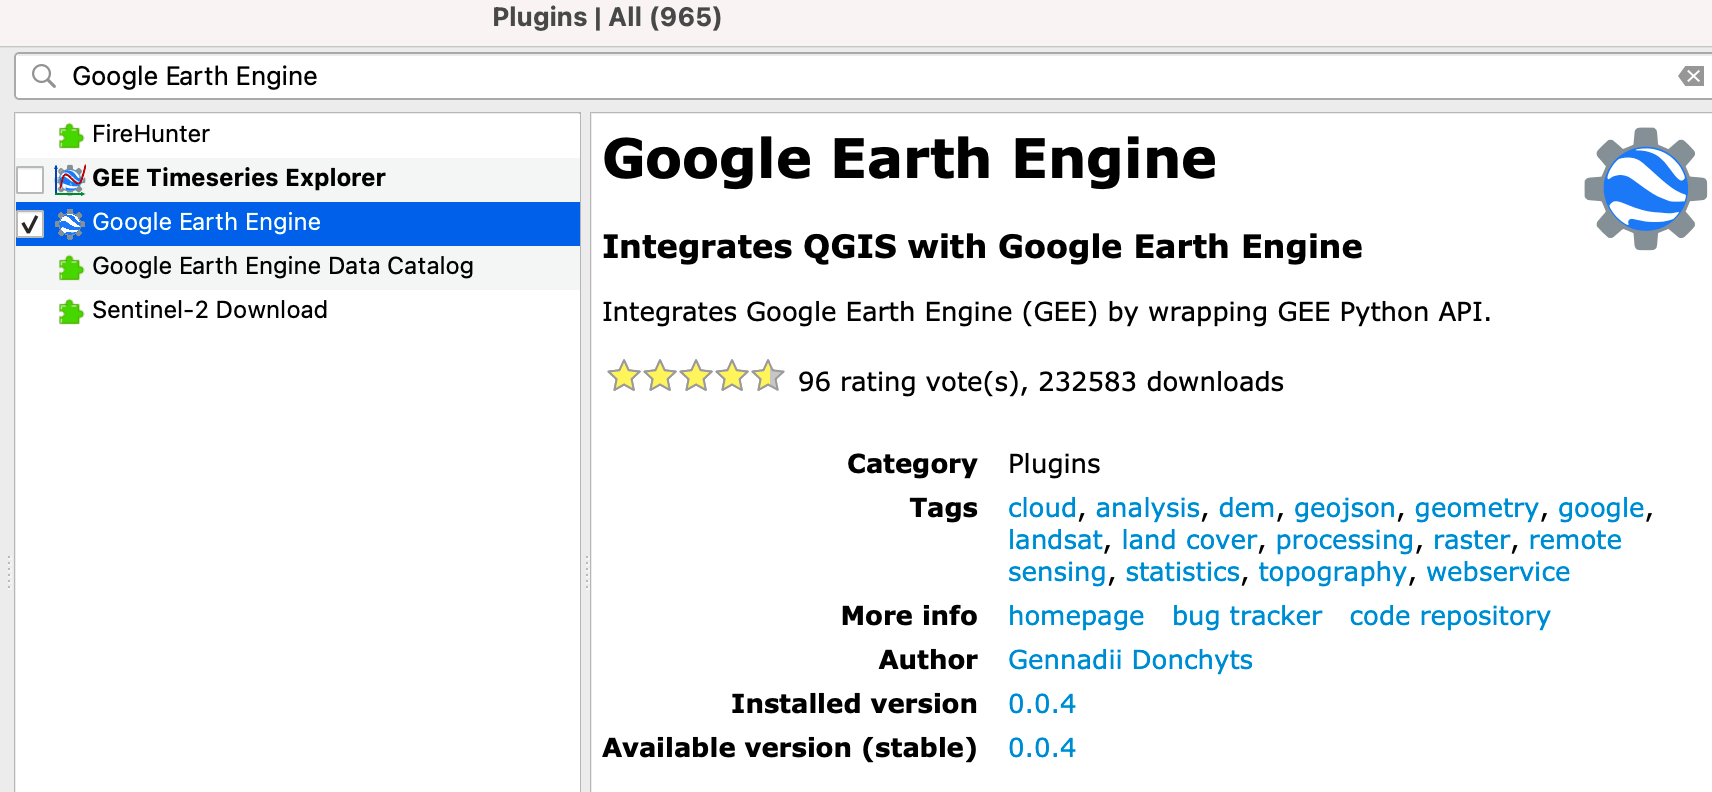 Plugins | All (965)
Google Earth Engine
FireHunter
GEE Timeseries Explorer
Google Earth Engine
Google Earth Engine Data Catalog
Sentinel-2 Download
Google Earth Engine
Integrates QGIS with Google Earth Engine
Integrates Google Earth Engine (GEE) by wrapping GEE Python API.
96 rating vote(s), 232583 downloads
Category Plugins
Tags cloud, analysis, dem, geojson, geometry, google,
landsat, land cover, processing, raster, remote
sensing, statistics, topography, webservice
More info homepage bug tracker code repository
Author Gennadii Donchyts
Installed version 0.0.4
Available version (stable) 0.0.4